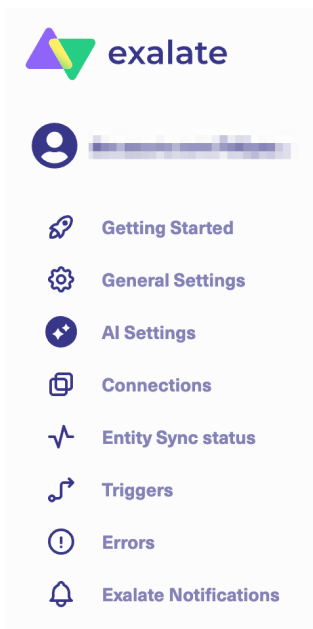 exalate
Getting Started
General Settings
AI Settings
Connections
Entity Sync status
Triggers
Errors
Exalate Notifications